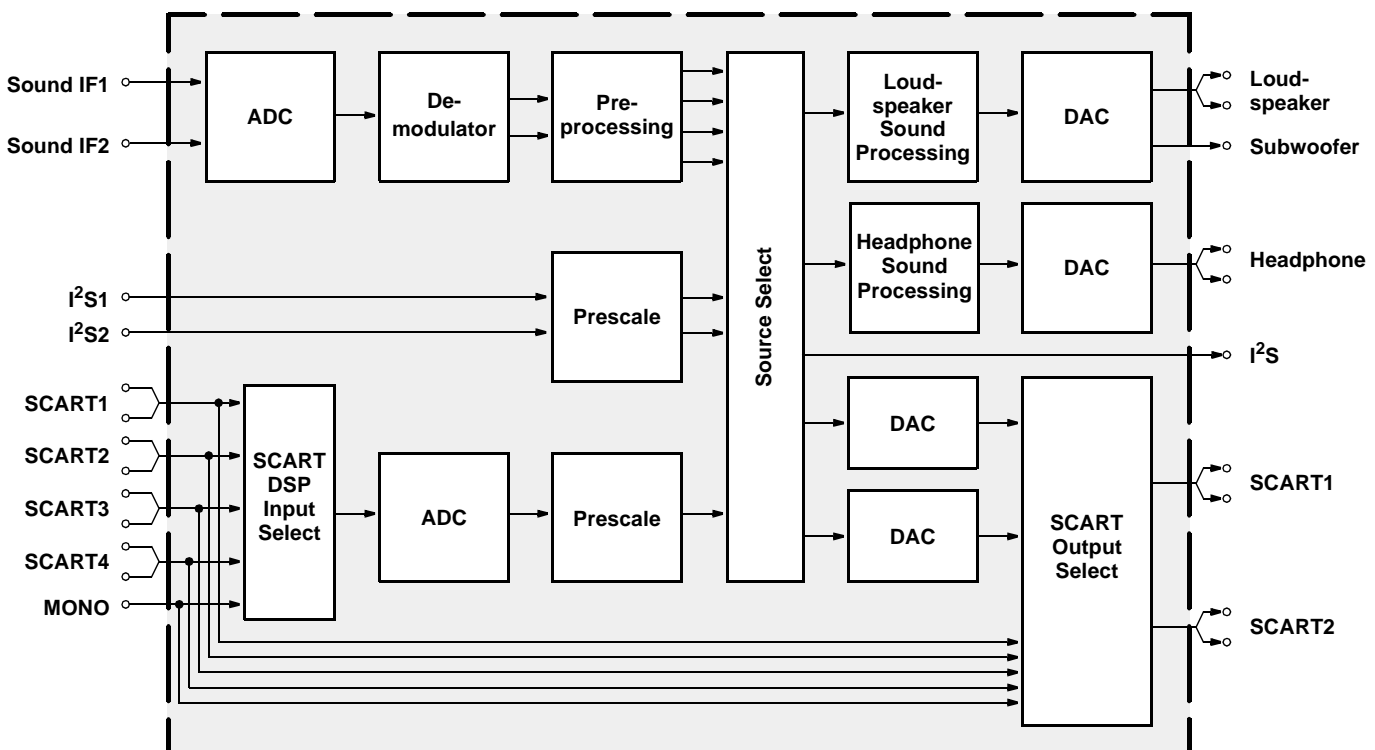 Sound IF1
Sound IF2
ADC
De-
modulator
Pre-
processing
Loud-
speaker
Sound
Processing
DAC
Loud-
speaker
Subwoofer
Source Select
Headphone
Sound
Processing
DAC
Headphone
I²S1
I²S2
Prescale
I²S
SCART1
SCART2
SCART3
SCART4
MONO
SCART
DSP
Input
Select
ADC
Prescale
DAC
DAC
SCART
Output
Select
SCART1
SCART2